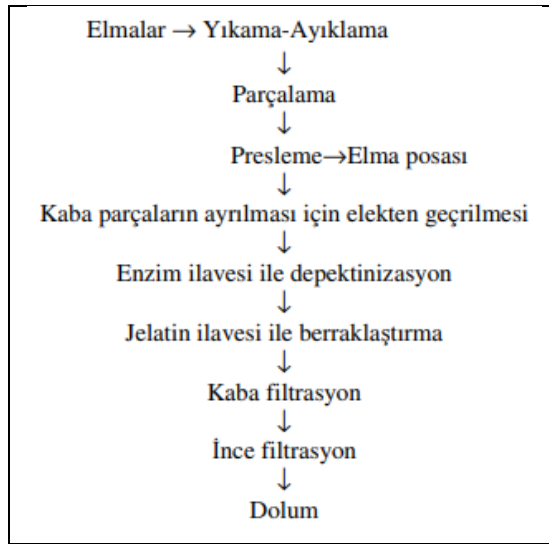 Elmalar → Yıkama-Ayıklama
↓
Parçalama
↓
Presleme→Elma posası
↓
Kaba parçaların ayrılması için elekten geçrilmesi
↓
Enzim ilavesi ile depektinizasyon
↓
Jelatin ilavesi ile berraklaştırma
↓
Kaba filtrasyon
↓
İnce filtrasyon
↓
Dolum